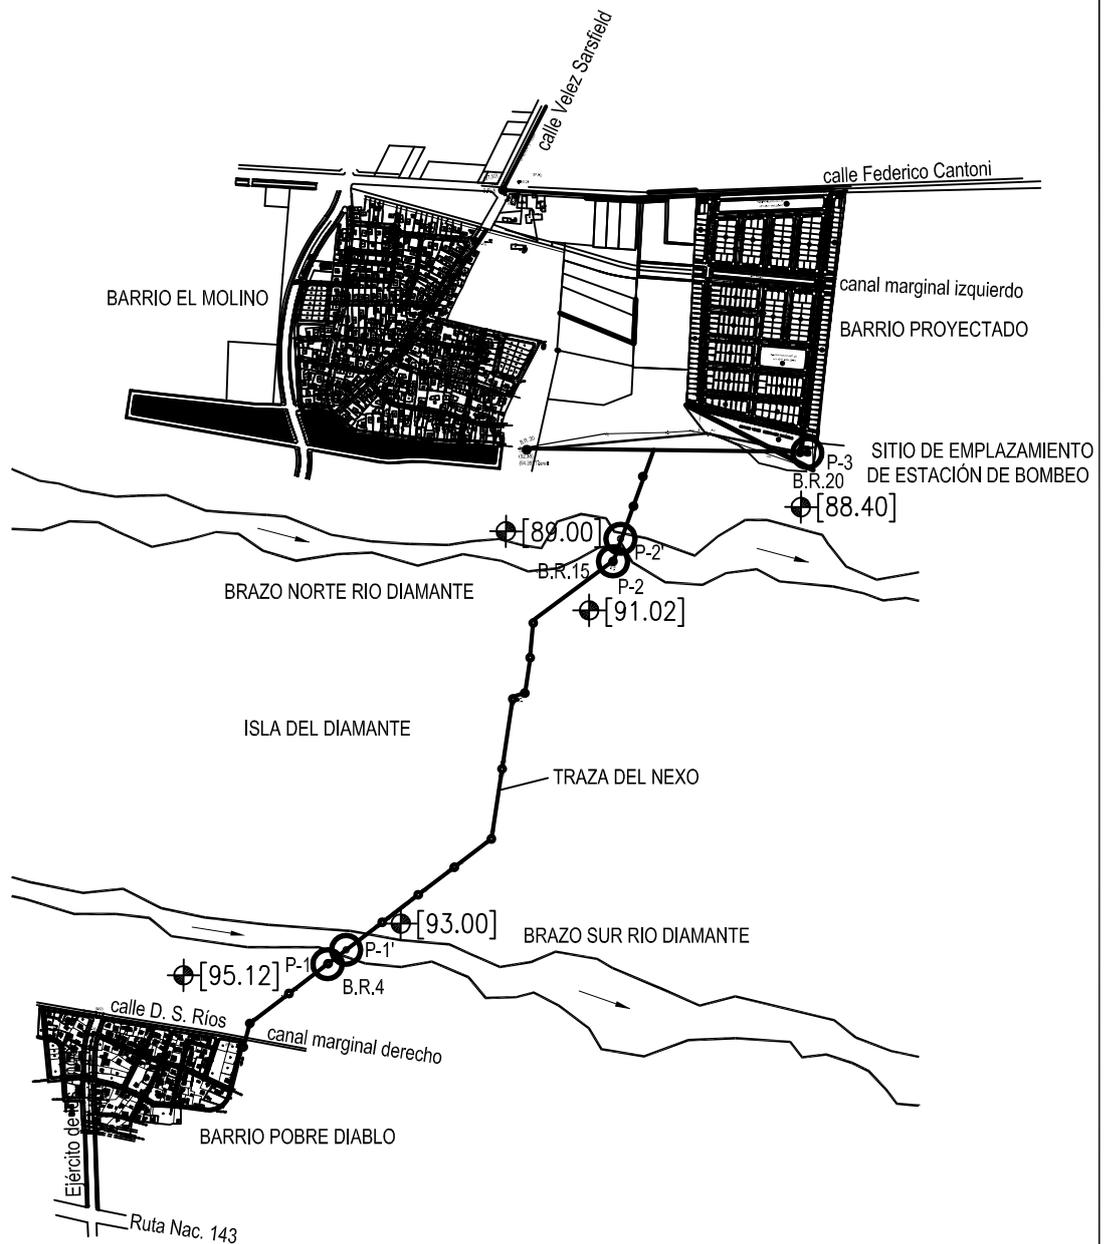 calle Velez Sarsfield
calle Federico Cantoni
BARRIO EL MOLINO
canal marginal izquierdo
BARRIO PROYECTADO
SITIO DE EMPLAZAMIENTO
DE ESTACIÓN DE BOMBEO
P-3
B.R.20
[88.40]
[89.00]
P-2'
B.R.15
P-2
BRAZO NORTE RIO DIAMANTE
[91.02]
ISLA DEL DIAMANTE
TRAZA DEL NEXO
[93.00]
BRAZO SUR RIO DIAMANTE
P-1'
P-1
[95.12]
B.R.4
calle D. S. Ríos
canal marginal derecho
Ejército de
BARRIO POBRE DIABLO
Ruta Nac. 143